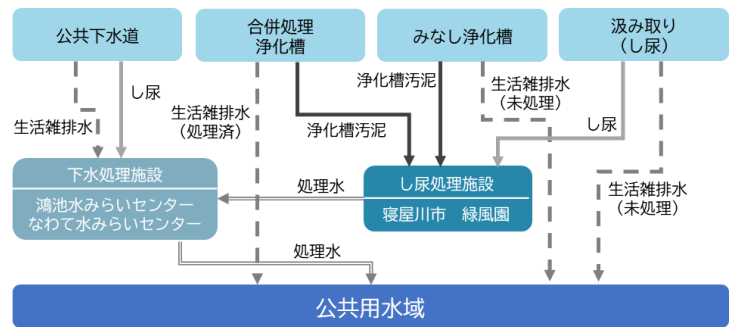 公共下水道
合併処理
浄化槽
みなし浄化槽
汲み取り
（し尿）
し尿
生活雑排水
生活雑排水
（処理済）
浄化槽汚泥
浄化槽汚泥
生活雑排水
（未処理）
し尿
生活雑排水
（未処理）
下水処理施設
鴻池水みらいセンター
なわて水みらいセンター
処理水
し尿処理施設
寝屋川市　緑風園
処理水
公共用水域